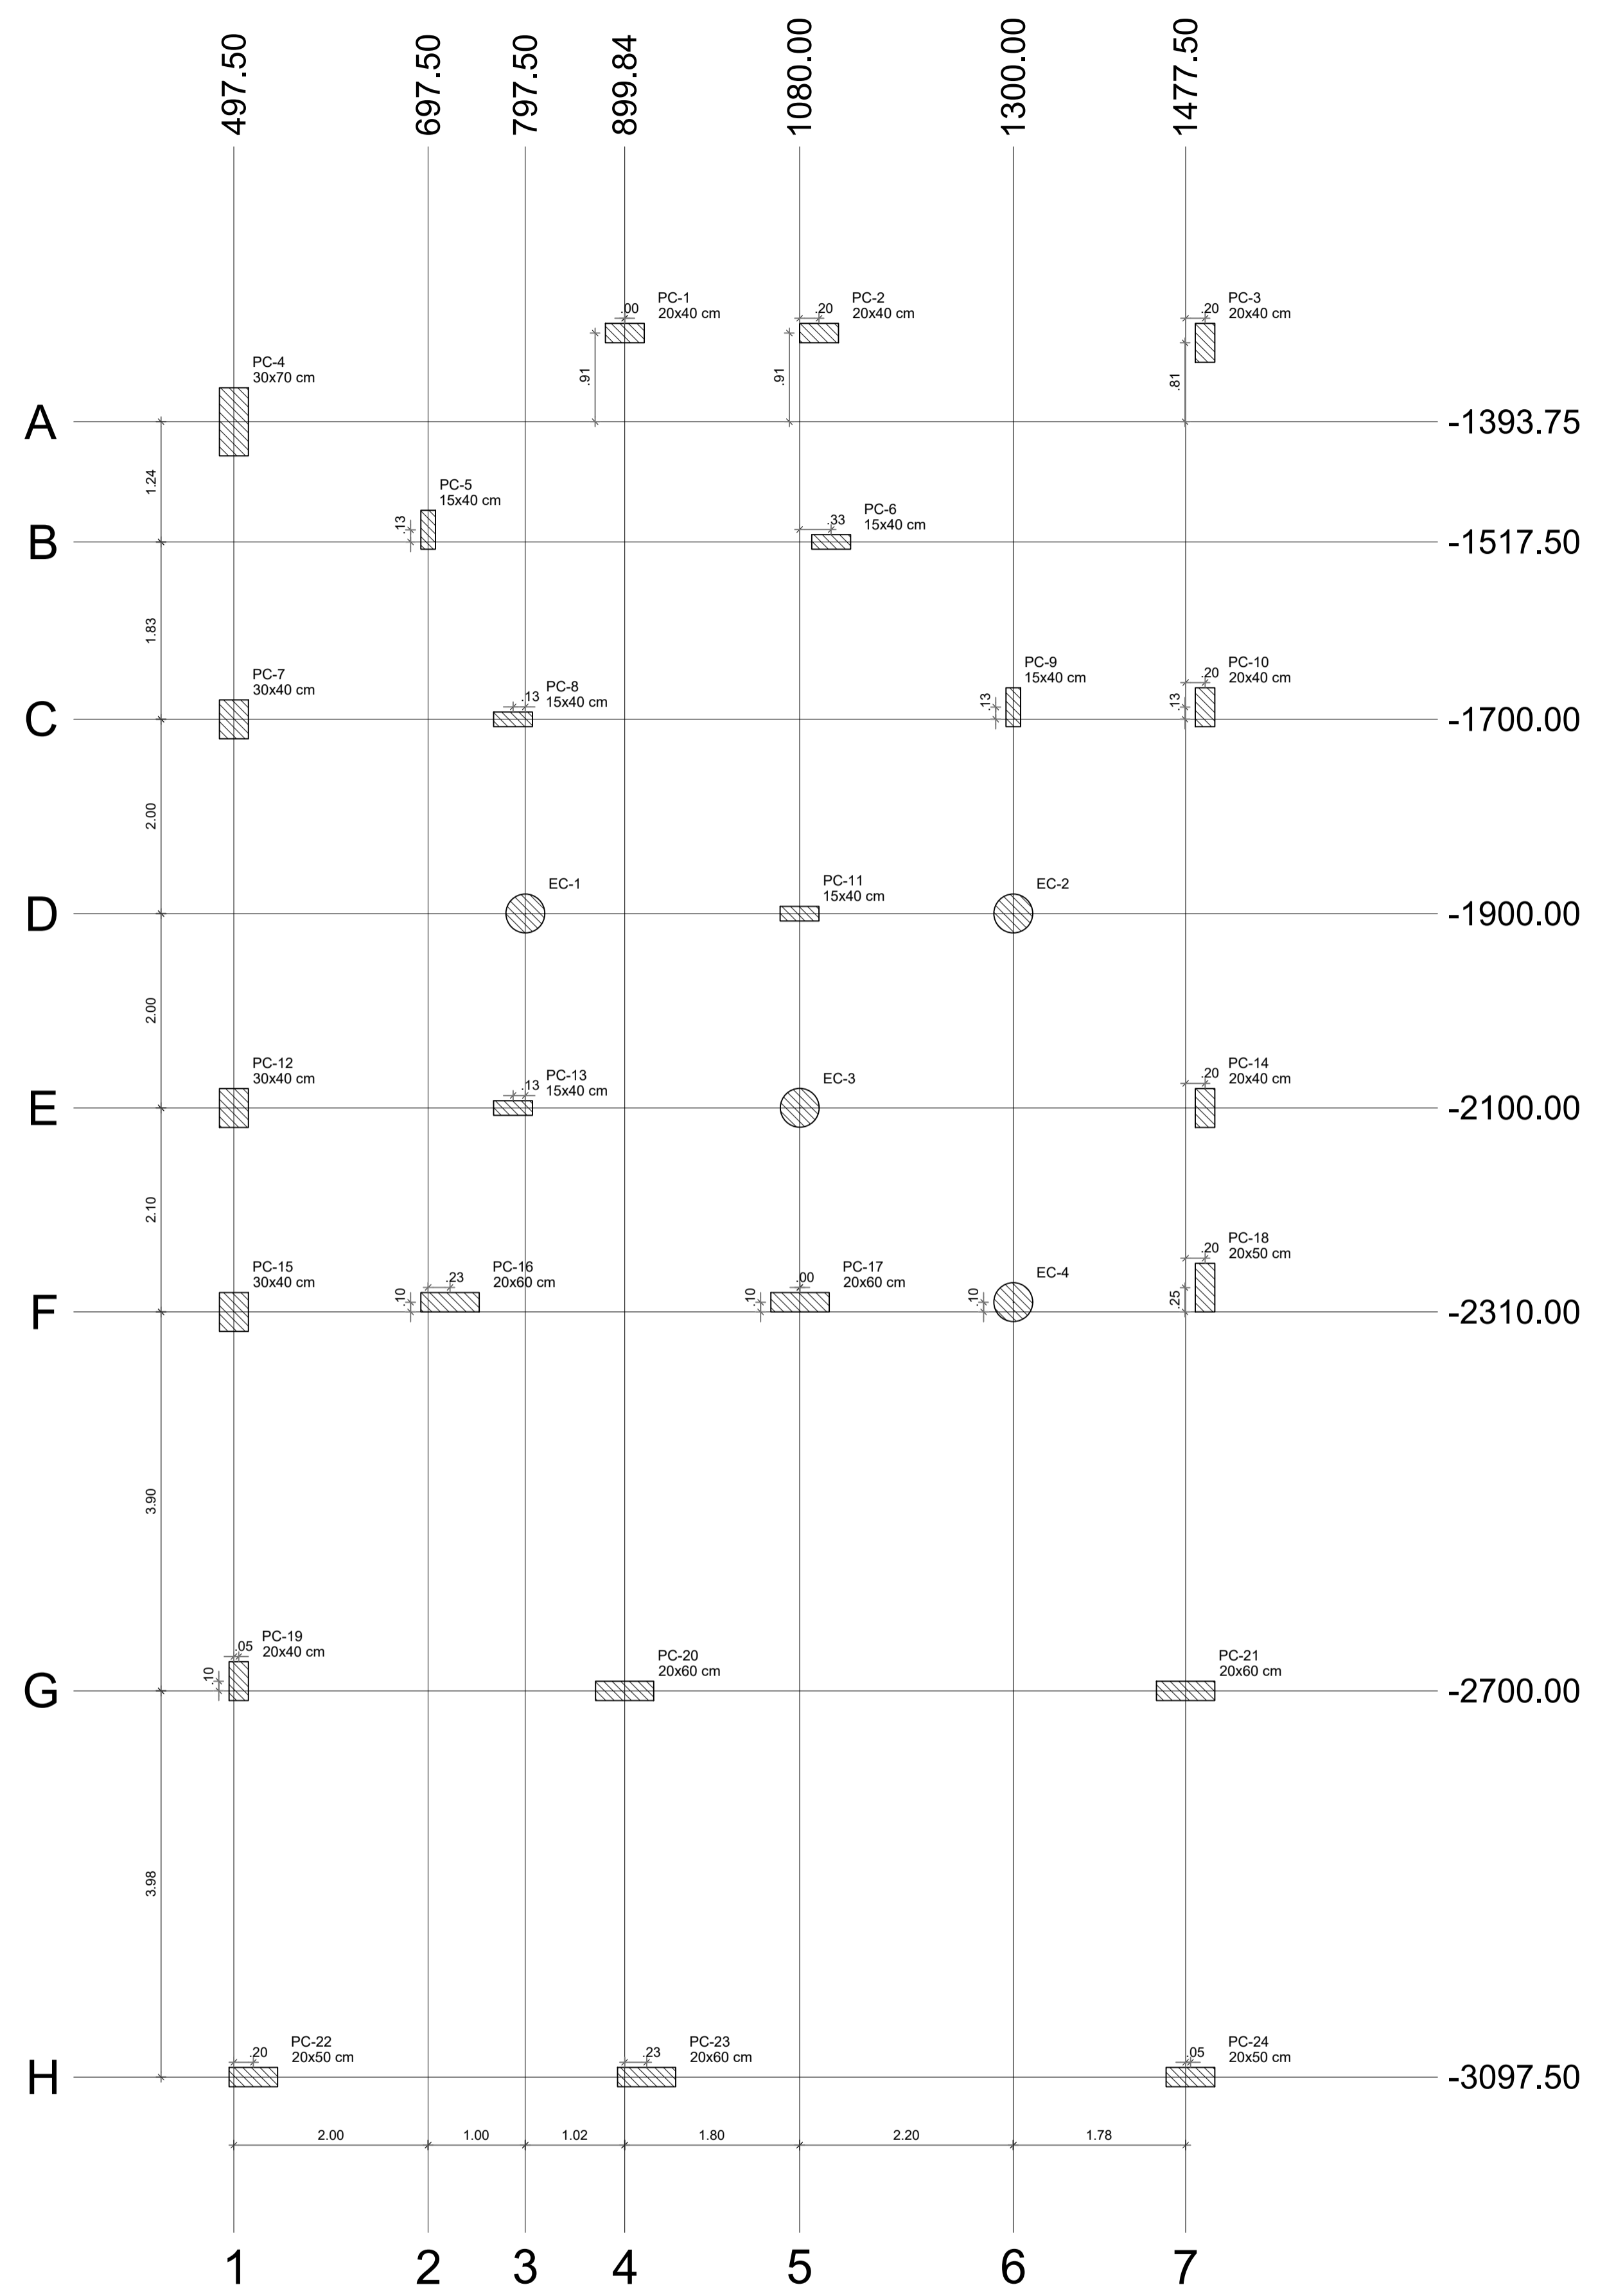 497.50
697.50
797.50
899.84
1080.00
1300.00
1477.50
.00
PC-1
20x40 cm
.91
.20
PC-2
20x40 cm
.91
.20
PC-3
20x40 cm
.81
PC-4
30x70 cm
A
-1393.75
1.24
PC-5
15x40 cm
.13
.33
PC-6
15x40 cm
B
-1517.50
1.83
PC-7
30x40 cm
.13
PC-8
15x40 cm
PC-9
15x40 cm
.13
.20
PC-10
20x40 cm
.13
C
-1700.00
2.00
EC-1
PC-11
15x40 cm
EC-2
D
-1900.00
2.00
PC-12
30x40 cm
.13
PC-13
15x40 cm
EC-3
.20
PC-14
20x40 cm
E
-2100.00
2.10
PC-15
30x40 cm
.23
PC-16
20x60 cm
.10
.00
PC-17
20x60 cm
.10
EC-4
.10
.20
PC-18
20x50 cm
.25
F
-2310.00
3.90
.05
PC-19
20x40 cm
.10
PC-20
20x60 cm
PC-21
20x60 cm
G
-2700.00
3.98
.20
PC-22
20x50 cm
.23
PC-23
20x60 cm
.05
PC-24
20x50 cm
H
-3097.50
2.00
1.00
1.02
1.80
2.20
1.78
1
2
3
4
5
6
7